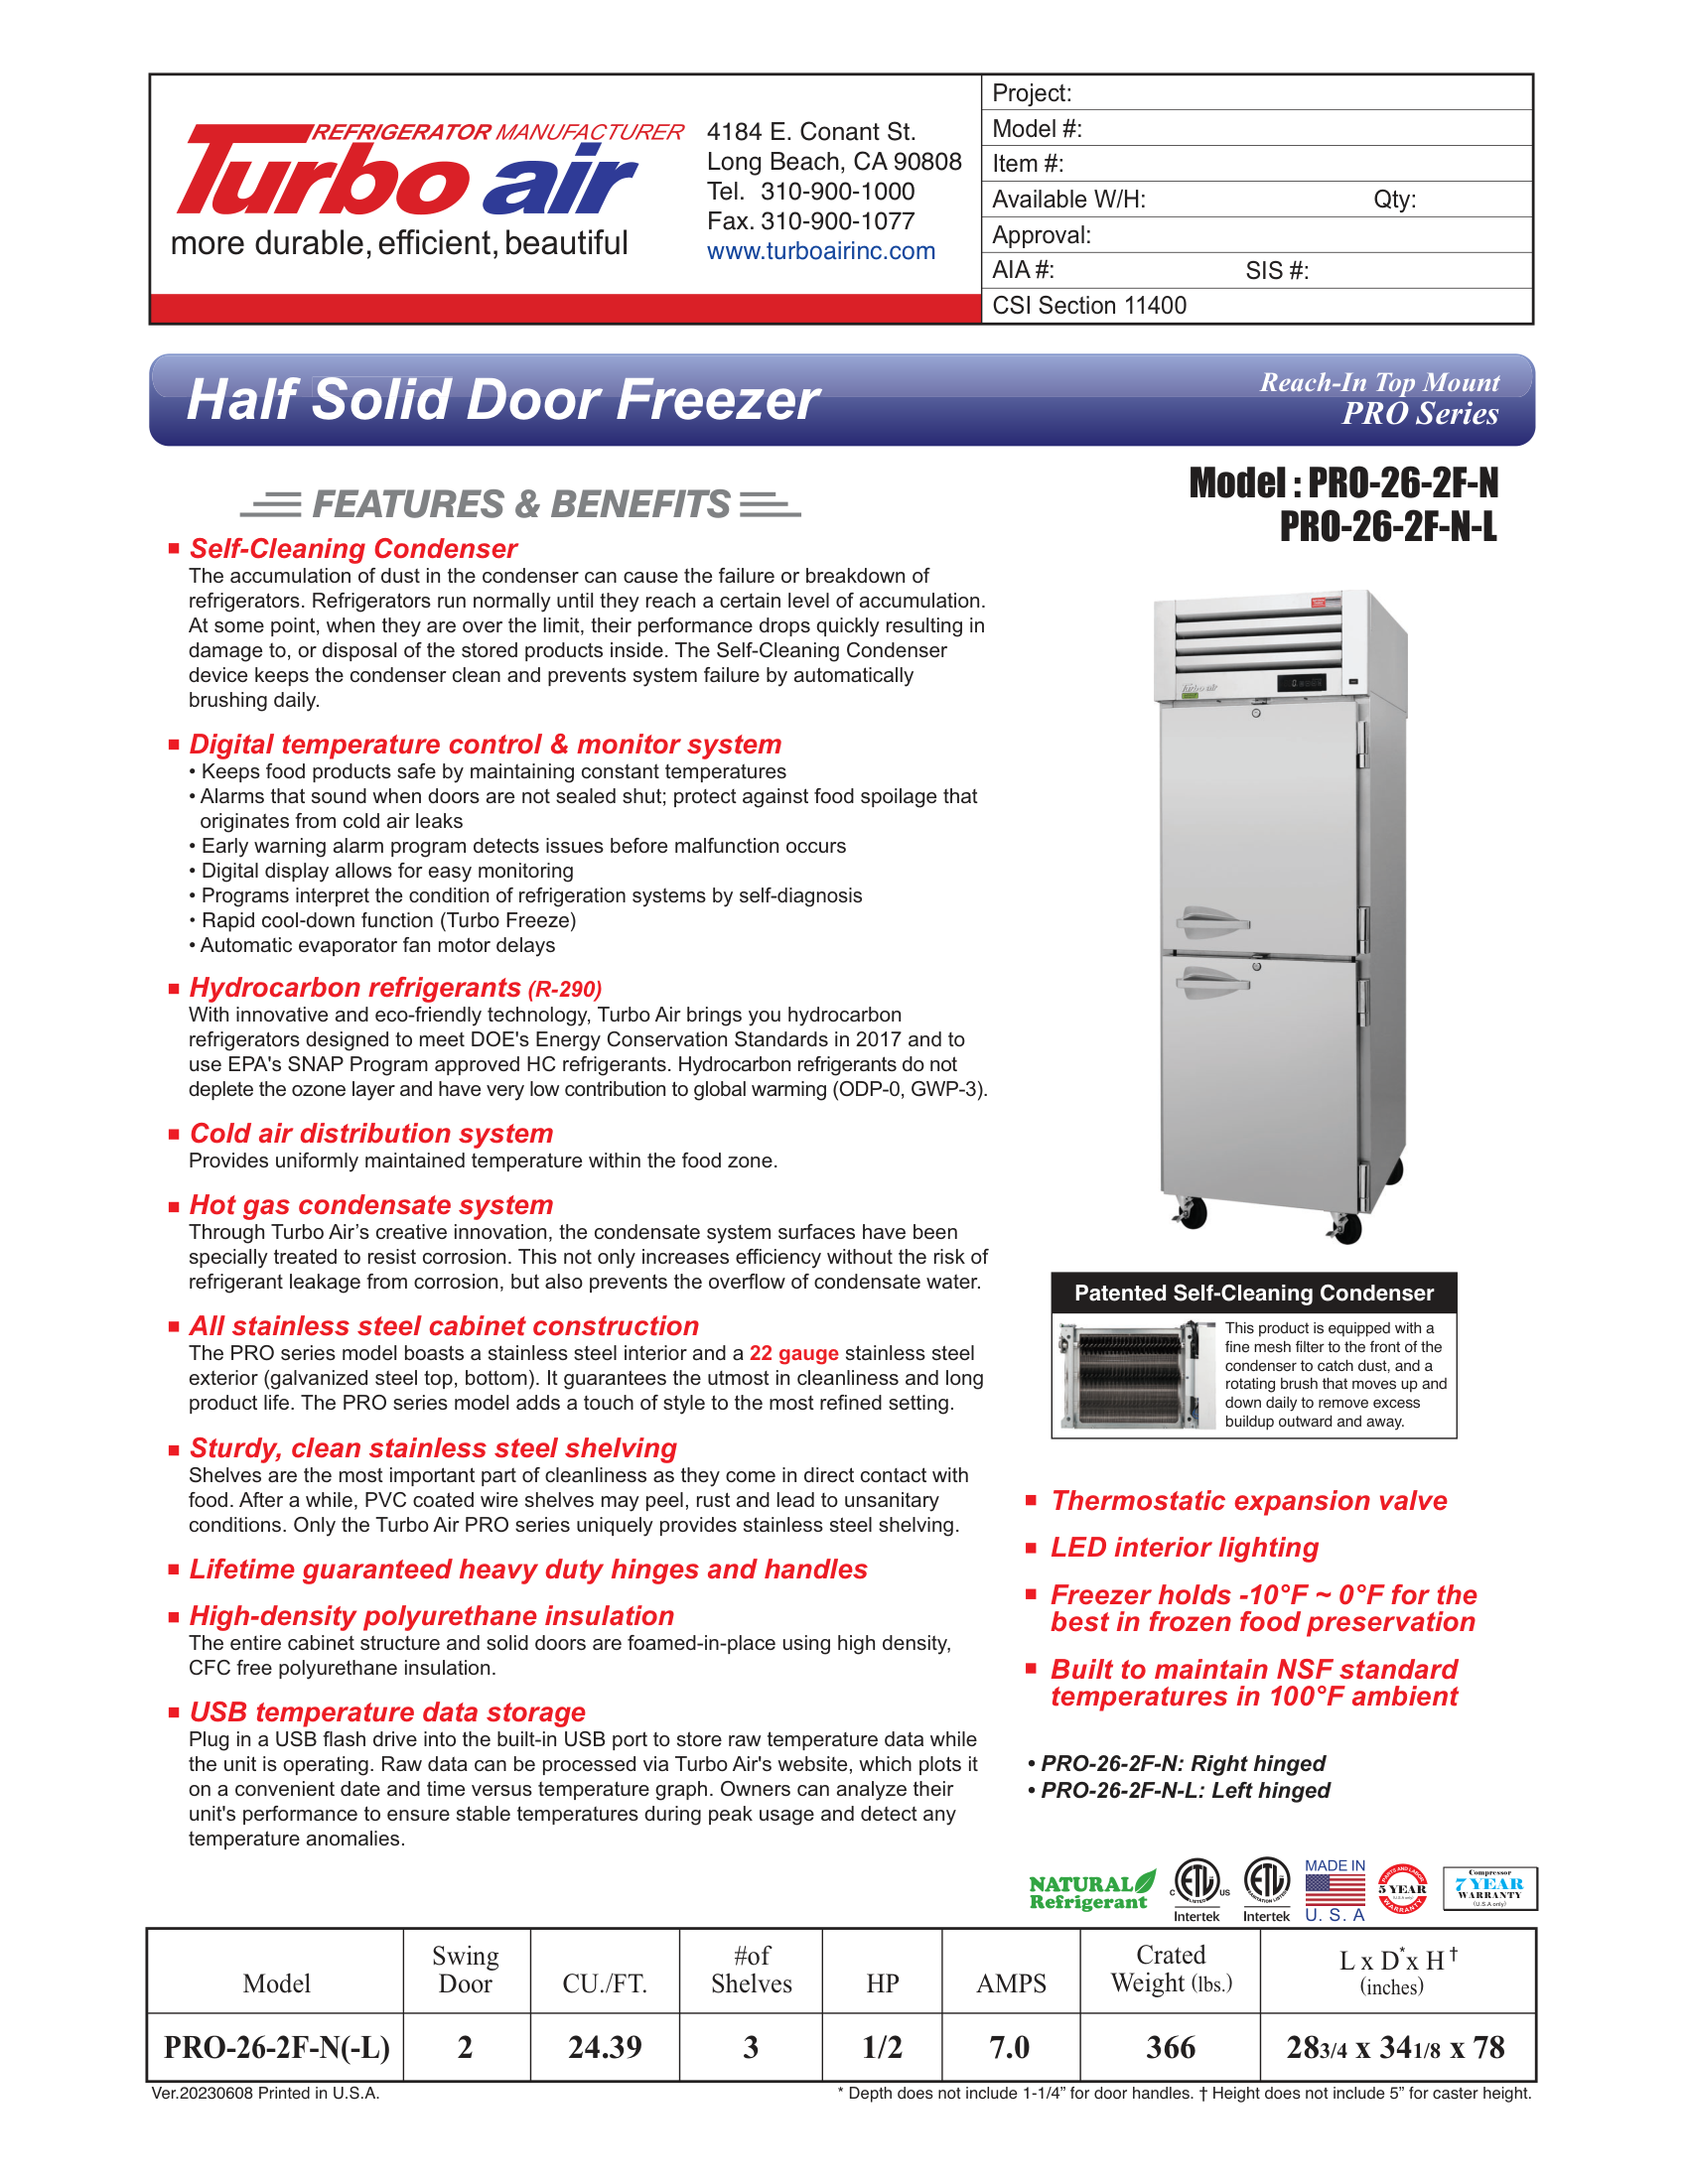 REFRIGERATOR MANUFACTURER
Turbo air
more durable, efficient, beautiful
4184 E. Conant St.
Long Beach, CA 90808
Tel. 310-900-1000
Fax. 310-900-1077
www.turboairinc.com
Project:
Model #:
Item #:
Available W/H: Qty:
Approval:
AIA #: SIS #:
CSI Section 11400
Half Solid Door Freezer
Reach-In Top Mount
PRO Series
Model : PRO-26-2F-N
PRO-26-2F-N-L
FEATURES & BENEFITS
Self-Cleaning Condenser
The accumulation of dust in the condenser can cause the failure or breakdown of
refrigerators. Refrigerators run normally until they reach a certain level of accumulation.
At some point, when they are over the limit, their performance drops quickly resulting in
damage to, or disposal of the stored products inside. The Self-Cleaning Condenser
device keeps the condenser clean and prevents system failure by automatically
brushing daily.
Digital temperature control & monitor system
• Keeps food products safe by maintaining constant temperatures
• Alarms that sound when doors are not sealed shut; protect against food spoilage that
originates from cold air leaks
• Early warning alarm program detects issues before malfunction occurs
• Digital display allows for easy monitoring
• Programs interpret the condition of refrigeration systems by self-diagnosis
• Rapid cool-down function (Turbo Freeze)
• Automatic evaporator fan motor delays
Hydrocarbon refrigerants (R-290)
With innovative and eco-friendly technology, Turbo Air brings you hydrocarbon
refrigerators designed to meet DOE's Energy Conservation Standards in 2017 and to
use EPA's SNAP Program approved HC refrigerants. Hydrocarbon refrigerants do not
deplete the ozone layer and have very low contribution to global warming (ODP-0, GWP-3).
Cold air distribution system
Provides uniformly maintained temperature within the food zone.
Hot gas condensate system
Through Turbo Air’s creative innovation, the condensate system surfaces have been
specially treated to resist corrosion. This not only increases efficiency without the risk of
refrigerant leakage from corrosion, but also prevents the overflow of condensate water.
All stainless steel cabinet construction
The PRO series model boasts a stainless steel interior and a 22 gauge stainless steel
exterior (galvanized steel top, bottom). It guarantees the utmost in cleanliness and long
product life. The PRO series model adds a touch of style to the most refined setting.
Sturdy, clean stainless steel shelving
Shelves are the most important part of cleanliness as they come in direct contact with
food. After a while, PVC coated wire shelves may peel, rust and lead to unsanitary
conditions. Only the Turbo Air PRO series uniquely provides stainless steel shelving.
Lifetime guaranteed heavy duty hinges and handles
High-density polyurethane insulation
The entire cabinet structure and solid doors are foamed-in-place using high density,
CFC free polyurethane insulation.
USB temperature data storage
Plug in a USB flash drive into the built-in USB port to store raw temperature data while
the unit is operating. Raw data can be processed via Turbo Air's website, which plots it
on a convenient date and time versus temperature graph. Owners can analyze their
unit's performance to ensure stable temperatures during peak usage and detect any
temperature anomalies.
Turbo air
Patented Self-Cleaning Condenser
This product is equipped with a
fine mesh filter to the front of the
condenser to catch dust, and a
rotating brush that moves up and
down daily to remove excess
buildup outward and away.
Thermostatic expansion valve
LED interior lighting
Freezer holds -10°F ~ 0°F for the
best in frozen food preservation
Built to maintain NSF standard
temperatures in 100°F ambient
• PRO-26-2F-N: Right hinged
• PRO-26-2F-N-L: Left hinged
NATURAL
Refrigerant
C ETL US
LISTED
Intertek
ETL
SANITATION LISTED
Intertek
MADE IN
U. S. A
PARTS AND LABOR
5 YEAR
(U.S.A only)
WARRANTY
Compressor
7 YEAR
WARRANTY
(U.S.A only)
Model Swing Door CU./FT. #of Shelves HP AMPS Crated Weight (lbs.) L x D* x H † (inches)
PRO-26-2F-N(-L) 2 24.39 3 1/2 7.0 366 283/4 x 341/8 x 78
Ver.20230608 Printed in U.S.A.
* Depth does not include 1-1/4” for door handles. † Height does not include 5” for caster height.